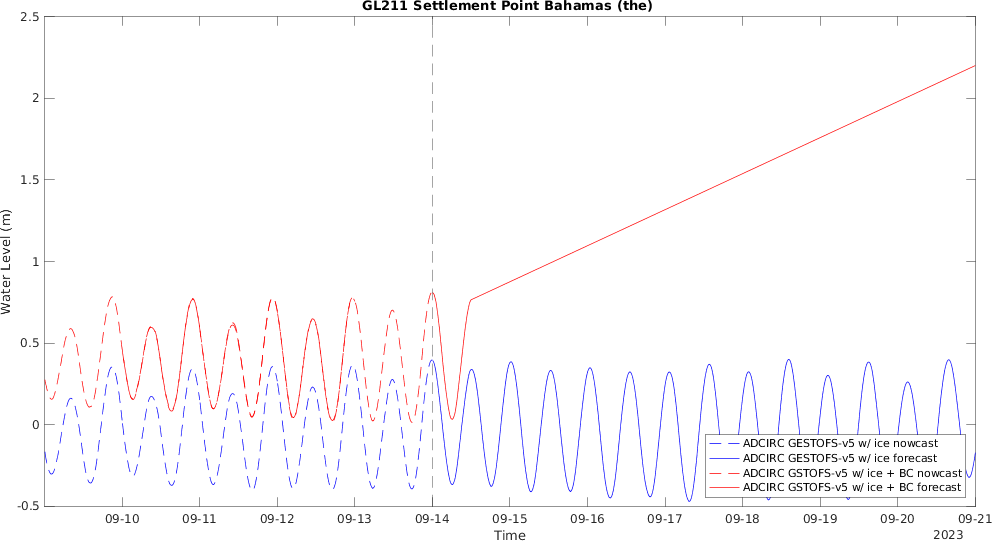 GL211 Settlement Point Bahamas (the)
2.5
2
1.5
1
0.5
0
-0.5
Water Level (m)
09-10 09-11 09-12 09-13 09-14 09-15 09-16 09-17 09-18 09-19 09-20 09-21
Time
2023
ADCIRC GESTOFS-v5 w/ ice nowcast
ADCIRC GESTOFS-v5 w/ ice forecast
ADCIRC GSTOFS-v5 w/ ice + BC nowcast
ADCIRC GSTOFS-v5 w/ ice + BC forecast